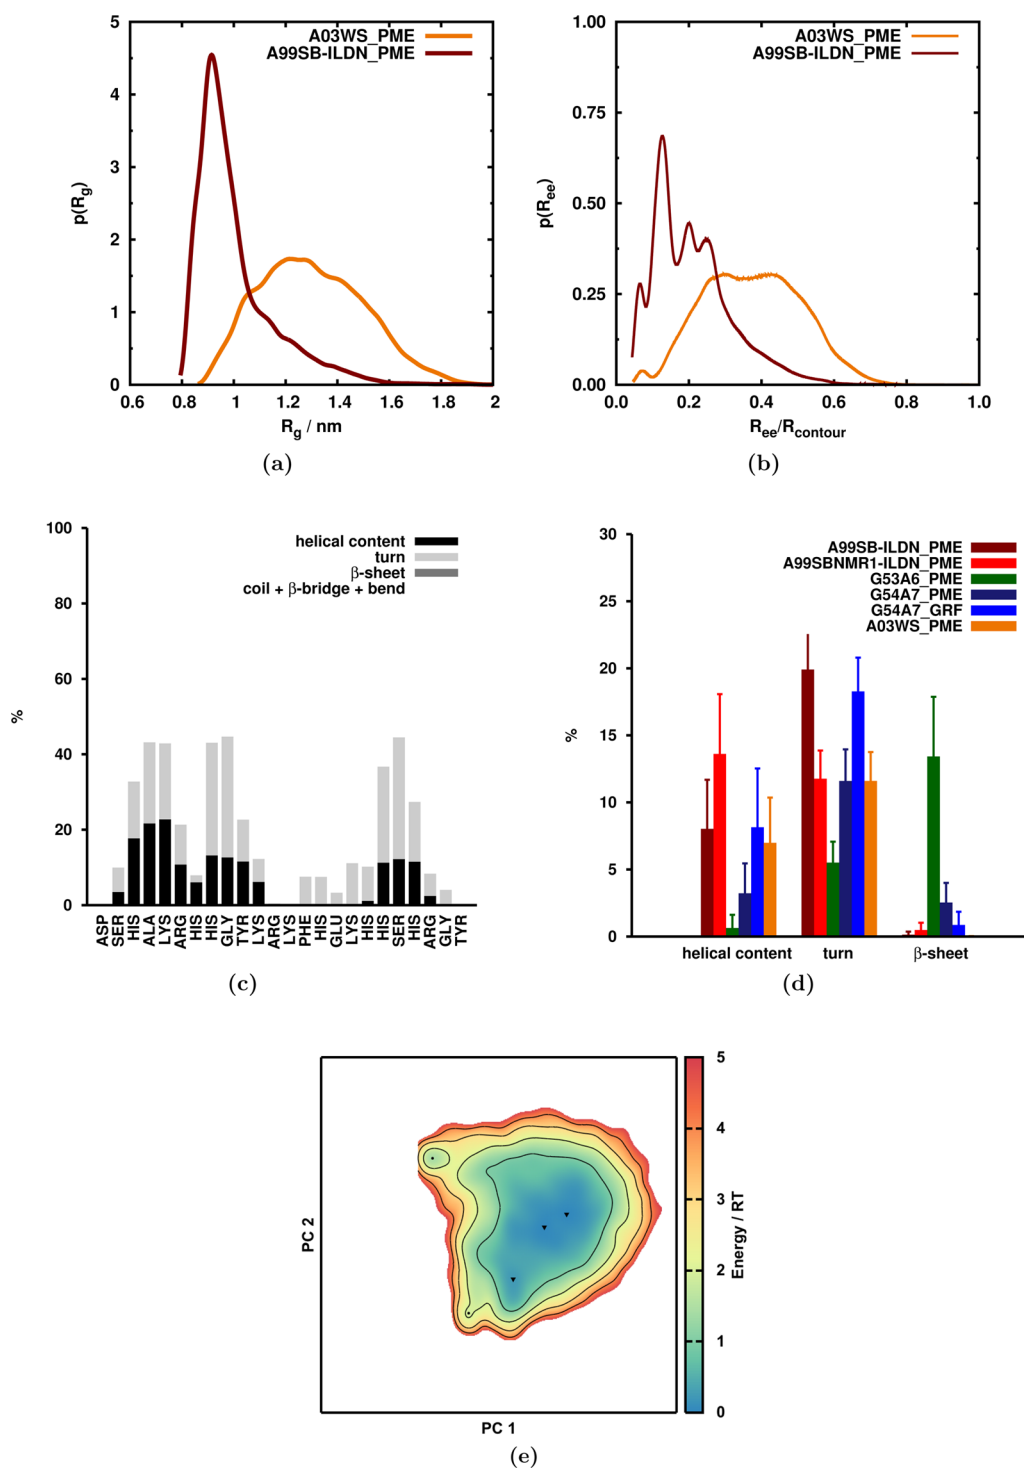 A03WS_PME
A99SB-ILDN_PME
5
4
3
2
1
0
p(Rg)
0.6 0.8 1 1.2 1.4 1.6 1.8 2
Rg / nm
(a)
A03WS_PME
A99SB-ILDN_PME
1.00
0.75
0.50
0.25
0.00
p(Ree)
0.0 0.2 0.4 0.6 0.8 1.0
Ree/Rcontour
(b)
100
80
60
40
20
0
%
helical content
turn
β-sheet
coil + β-bridge + bend
ASP SER HIS ALA LYS ARG HIS HIS GLY TYR LYS ARG LYS PHE HIS GLU LYS HIS HIS SER HIS ARG GLY TYR
(c)
30
25
20
15
10
5
0
%
A99SB-ILDN_PME
A99SBNMR1-ILDN_PME
G53A6_PME
G54A7_PME
G54A7_GRF
A03WS_PME
helical content turn β-sheet
(d)
PC 2
PC 1
5
4
3
2
1
0
Energy / RT
(e)